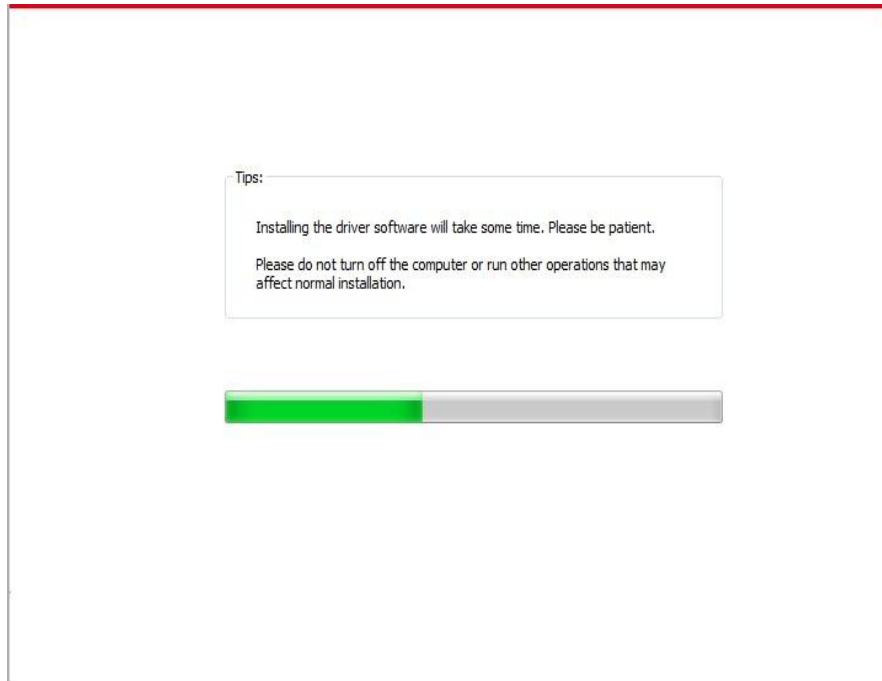 Tips:
Installing the driver software will take some time. Please be patient.
Please do not turn off the computer or run other operations that may
affect normal installation.